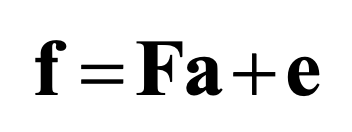 f = Fa + e